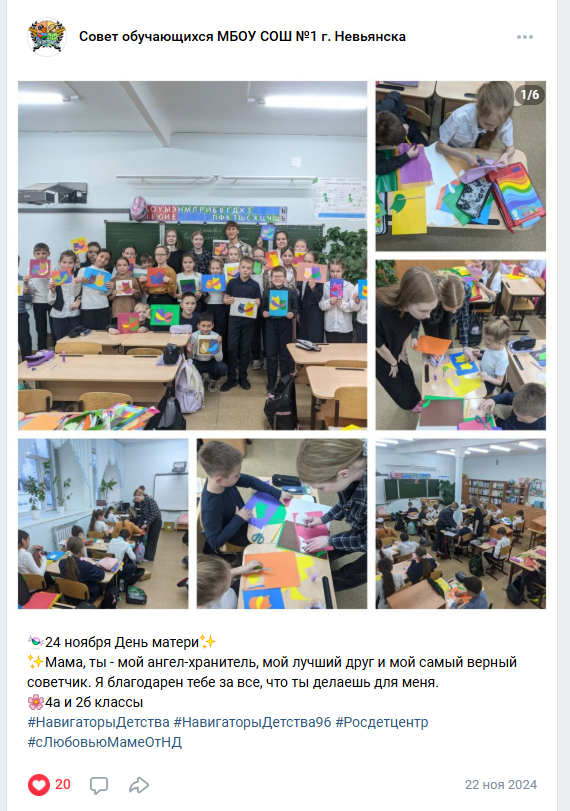 Совет обучающихся МБОУ СОШ №1 г. Невьянска
1/6
24 ноября День матери
Мама, ты - мой ангел-хранитель, мой лучший друг и мой самый верный
советчик. Я благодарен тебе за все, что ты делаешь для меня.
4а и 2б классы
#НавигаторыДетства #НавигаторыДетства96 #Росдетцентр
#сЛюбовьюМамеОтНД
20
22 ноя 2024